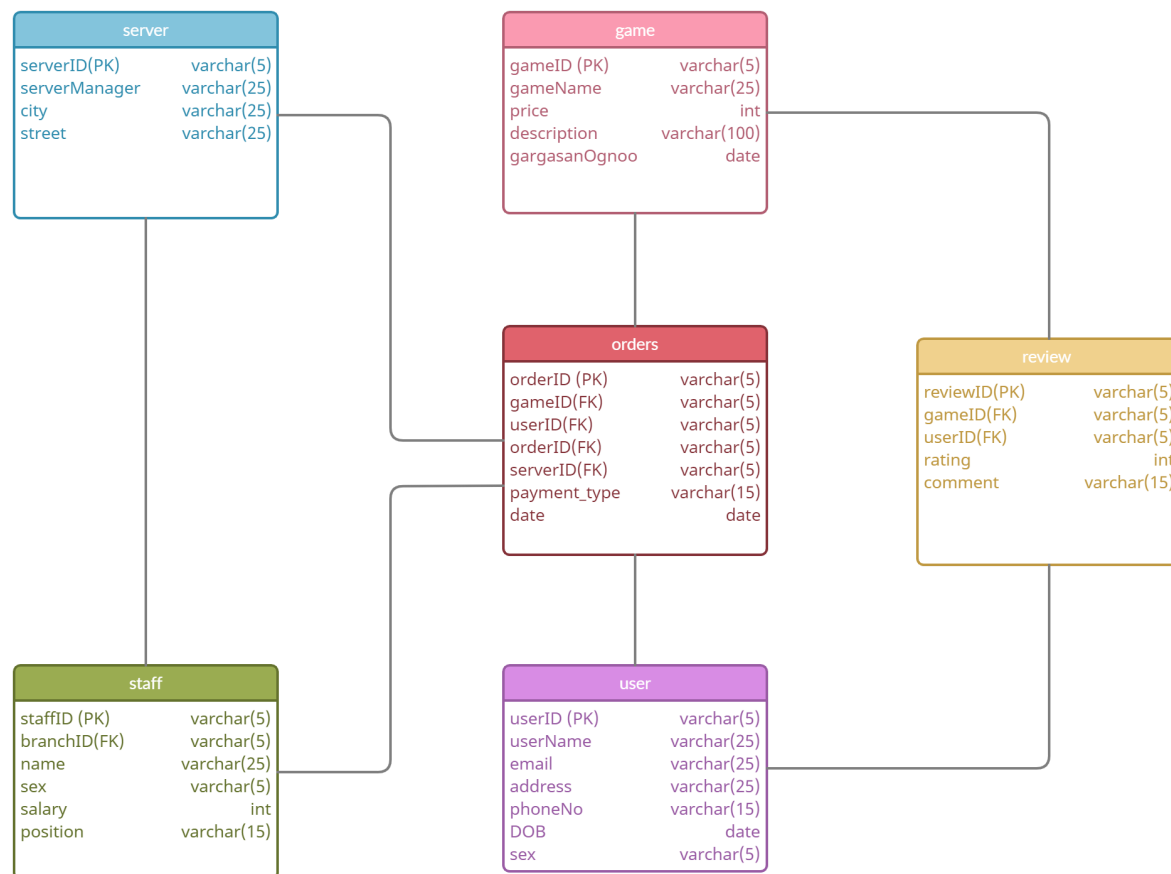 server
serverID(PK) varchar(5)
serverManager varchar(25)
city varchar(25)
street varchar(25)
game
gameID (PK) varchar(5)
gameName varchar(25)
price int
description varchar(100)
gargasanOgnoo date
orders
orderID (PK) varchar(5)
gameID(FK) varchar(5)
userID(FK) varchar(5)
orderID(FK) varchar(5)
serverID(FK) varchar(5)
payment_type varchar(15)
date date
review
reviewID(PK) varchar(5)
gameID(FK) varchar(5)
userID(FK) varchar(5)
rating int
comment varchar(15)
staff
staffID (PK) varchar(5)
branchID(FK) varchar(5)
name varchar(25)
sex varchar(5)
salary int
position varchar(15)
user
userID (PK) varchar(5)
userName varchar(25)
email varchar(25)
address varchar(25)
phoneNo varchar(15)
DOB date
sex varchar(5)